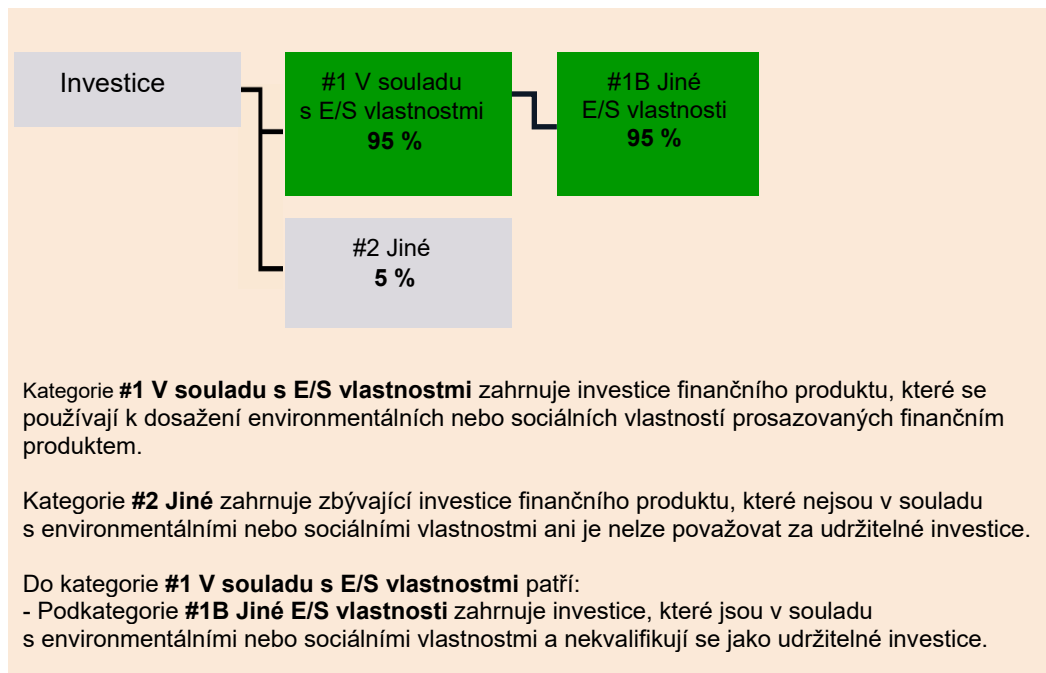 Investice
#1 V souladu
s E/S vlastnostmi
95 %
#1B Jiné
E/S vlastnosti
95 %
#2 Jiné
5 %
Kategorie #1 V souladu s E/S vlastnostmi zahrnuje investice finančního produktu, které se
používají k dosažení environmentálních nebo sociálních vlastností prosazovaných finančním
produktem.
Kategorie #2 Jiné zahrnuje zbývající investice finančního produktu, které nejsou v souladu
s environmentálními nebo sociálními vlastnostmi ani je nelze považovat za udržitelné investice.
Do kategorie #1 V souladu s E/S vlastnostmi patří:
- Podkategorie #1B Jiné E/S vlastnosti zahrnuje investice, které jsou v souladu
s environmentálními nebo sociálními vlastnostmi a nekvalifikují se jako udržitelné investice.